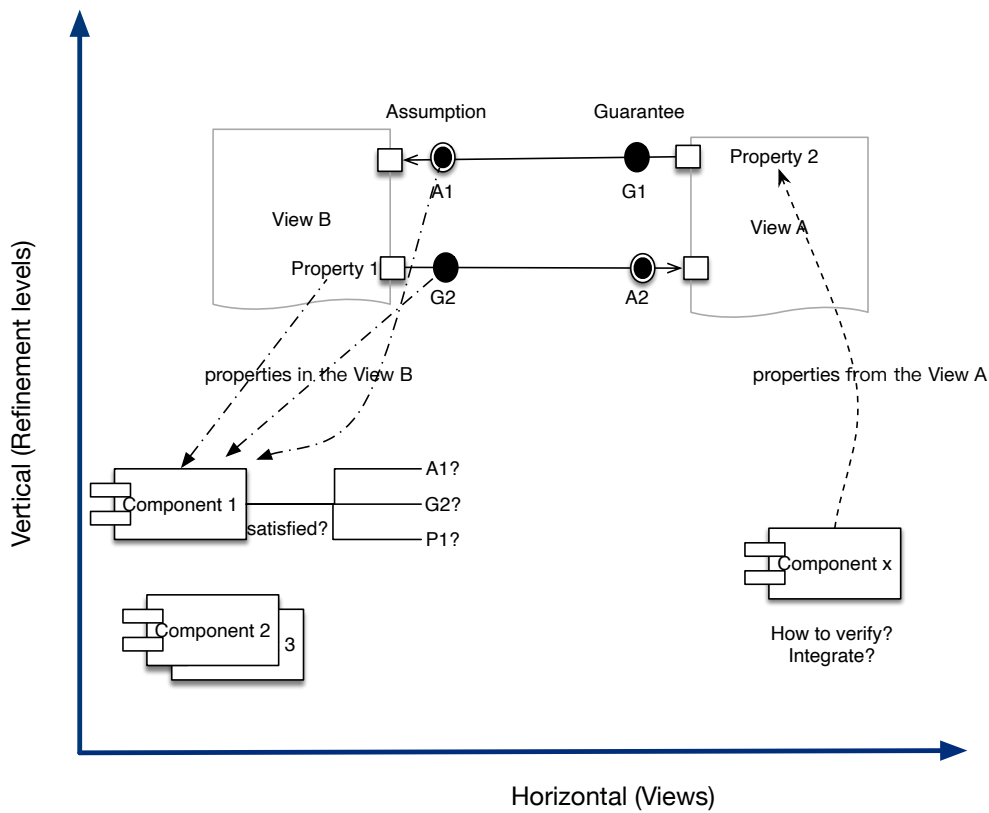 Assumption
Guarantee
Property 2
A1
G1
View B
View A
Property 1
G2
A2
properties in the View B
properties from the View A
Vertical (Refinement levels)
A1?
Component 1
G2?
satisfied?
P1?
Component x
Component 2
3
How to verify?
Integrate?
Horizontal (Views)